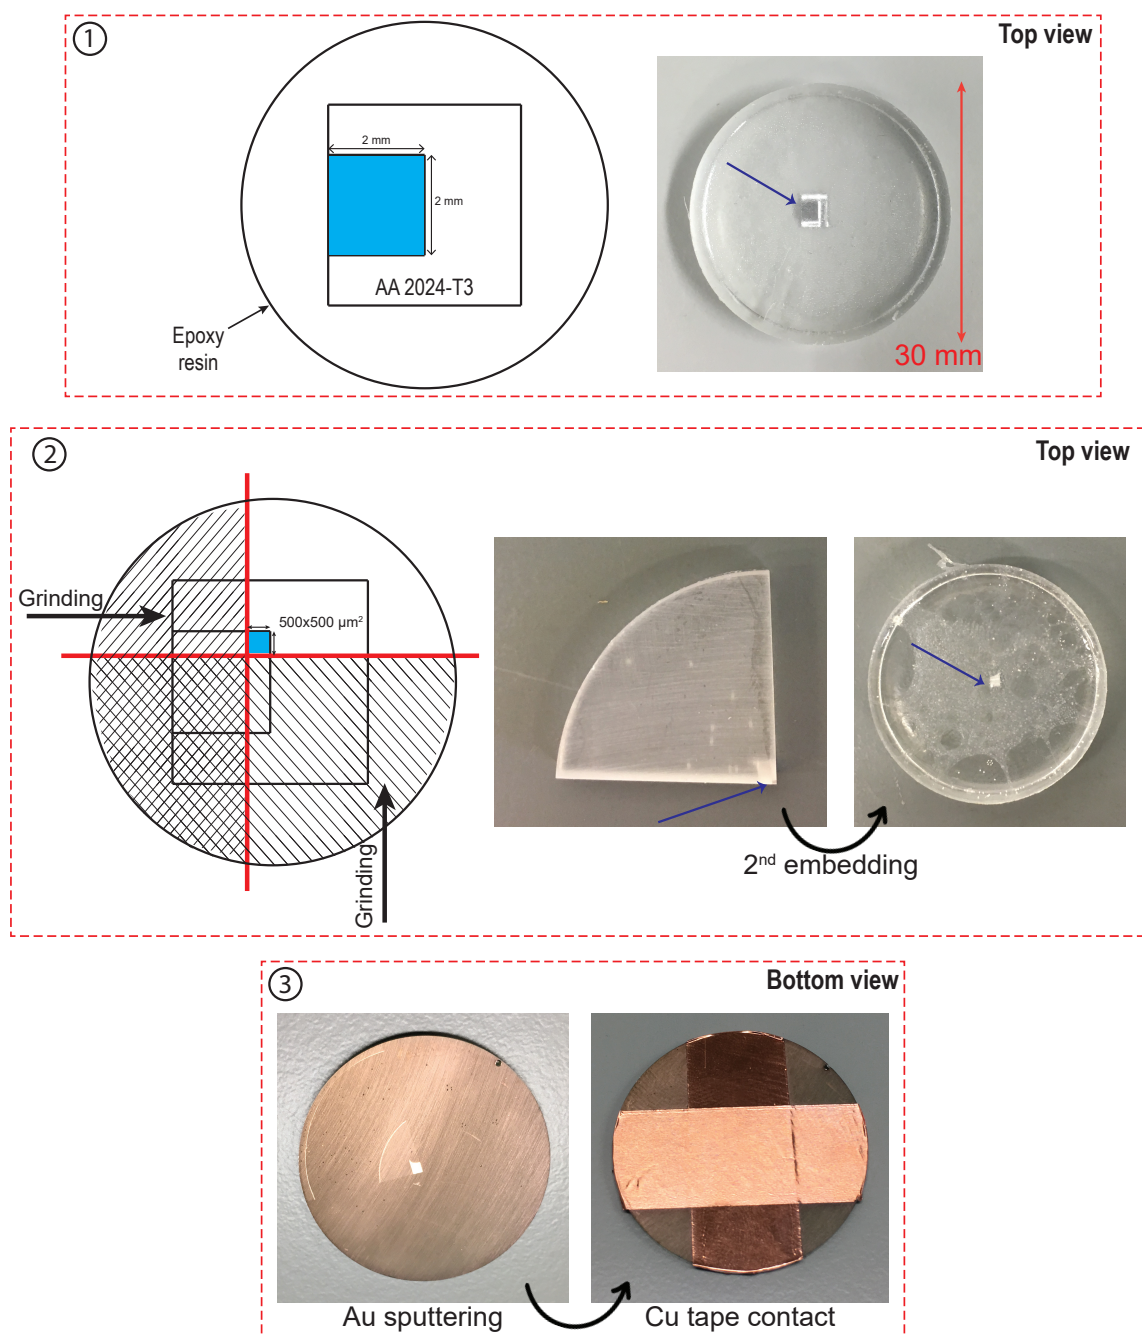 1
Top view
2 mm
2 mm
AA 2024-T3
Epoxy
resin
30 mm
2
Top view
Grinding
500x500 µm²
Grinding
2nd embedding
3
Bottom view
Au sputtering
Cu tape contact